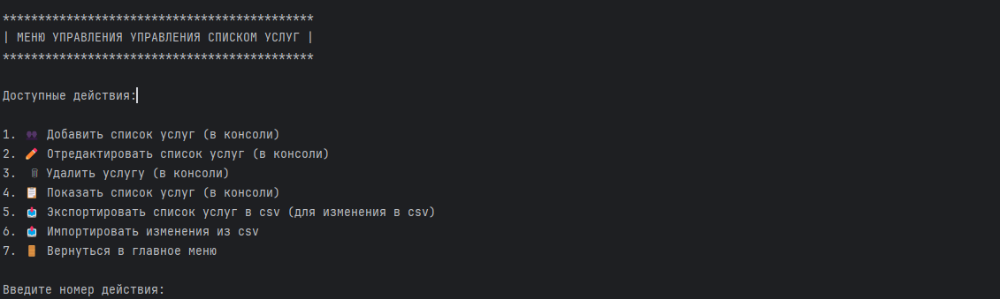 ********************************************
| МЕНЮ УПРАВЛЕНИЯ УПРАВЛЕНИЯ СПИСКОМ УСЛУГ |
********************************************
Доступные действия:
1. 👥 Добавить список услуг (в консоли)
2. ✏️ Отредактировать список услуг (в консоли)
3. 🗑 Удалить услугу (в консоли)
4. 📋 Показать список услуг (в консоли)
5. 📤 Экспортировать список услуг в csv (для изменения в csv)
6. 📤 Импортировать изменения из csv
7. 🚪 Вернуться в главное меню
Введите номер действия: